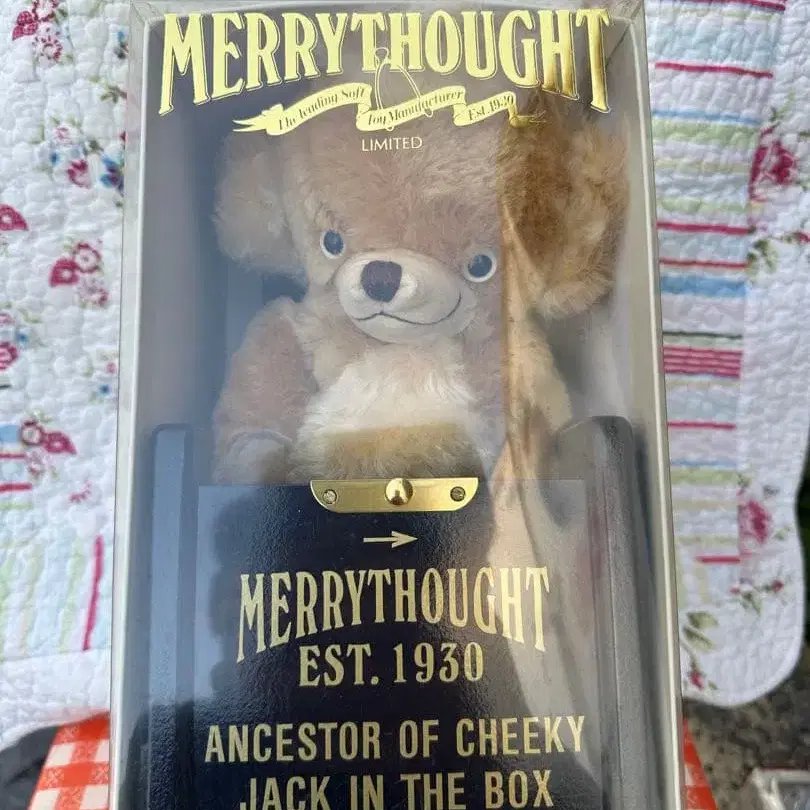 MERRYTHOUGHT
The leading Soft Toy Manufacturer Est. 1930
LIMITED
→
MERRYTHOUGHT
EST. 1930
ANCESTOR OF CHEEKY
JACK IN THE BOX